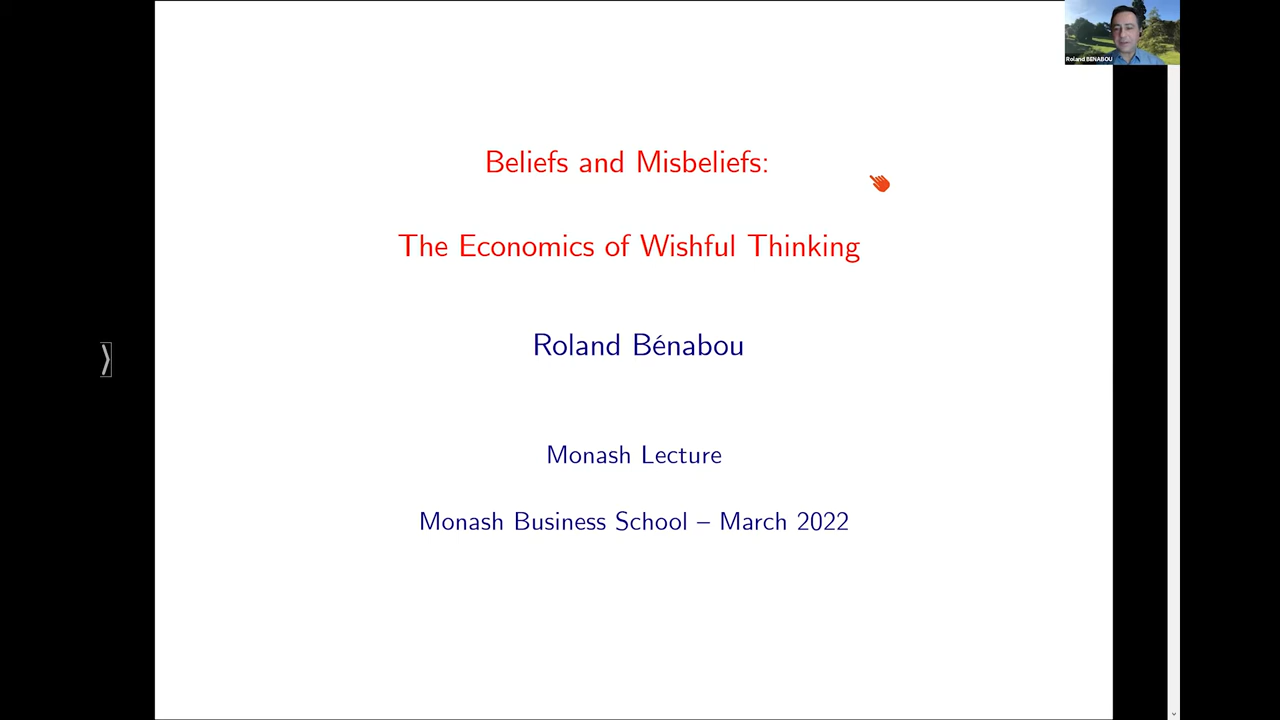 Roland BENABOU
Beliefs and Misbeliefs:
The Economics of Wishful Thinking
Roland Bénabou
Monash Lecture
Monash Business School – March 2022